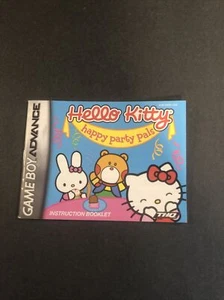 GAME BOY ADVANCE
Hello Kitty
happy party pals
INSTRUCTION BOOKLET
THQ